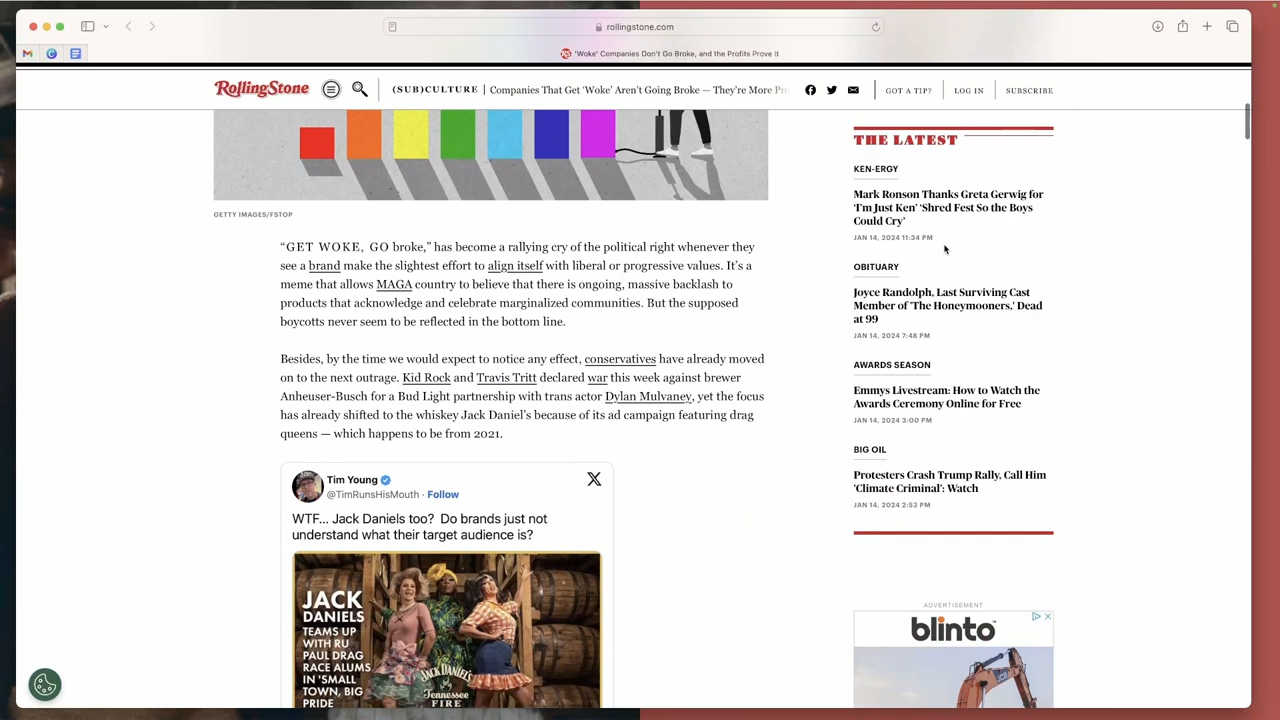 rollingstone.com
'Woke' Companies Don't Go Broke, and the Profits Prove It
RollingStone
(SUB)CULTURE | Companies That Get 'Woke' Aren't Going Broke — They're More
GOT A TIP?
LOG IN
SUBSCRIBE
GETTY IMAGES/FSTOP
“GET WOKE, GO broke,” has become a rallying cry of the political right whenever they
see a brand make the slightest effort to align itself with liberal or progressive values. It’s a
meme that allows MAGA country to believe that there is ongoing, massive backlash to
products that acknowledge and celebrate marginalized communities. But the supposed
boycotts never seem to be reflected in the bottom line.
Besides, by the time we would expect to notice any effect, conservatives have already moved
on to the next outrage. Kid Rock and Travis Tritt declared war this week against brewer
Anheuser-Busch for a Bud Light partnership with trans actor Dylan Mulvaney, yet the focus
has already shifted to the whiskey Jack Daniel’s because of its ad campaign featuring drag
queens — which happens to be from 2021.
Tim Young
@TimRunsHisMouth · Follow
WTF... Jack Daniels too? Do brands just not
understand what their target audience is?
JACK
DANIELS
TEAMS UP
WITH RU
PAUL DRAG
RACE ALUMS
IN 'SMALL
TOWN, BIG
PRIDE
JACK DANIEL'S
Tennessee
FIRE
THE LATEST
KEN-ERGY
Mark Ronson Thanks Greta Gerwig for
‘I’m Just Ken’ ‘Shred Fest So the Boys
Could Cry’
JAN 14, 2024 11:34 PM
OBITUARY
Joyce Randolph, Last Surviving Cast
Member of ‘The Honeymooners,’ Dead
at 99
JAN 14, 2024 7:48 PM
AWARDS SEASON
Emmys Livestream: How to Watch the
Awards Ceremony Online for Free
JAN 14, 2024 3:00 PM
BIG OIL
Protesters Crash Trump Rally, Call Him
‘Climate Criminal’: Watch
JAN 14, 2024 2:53 PM
ADVERTISEMENT
blinto